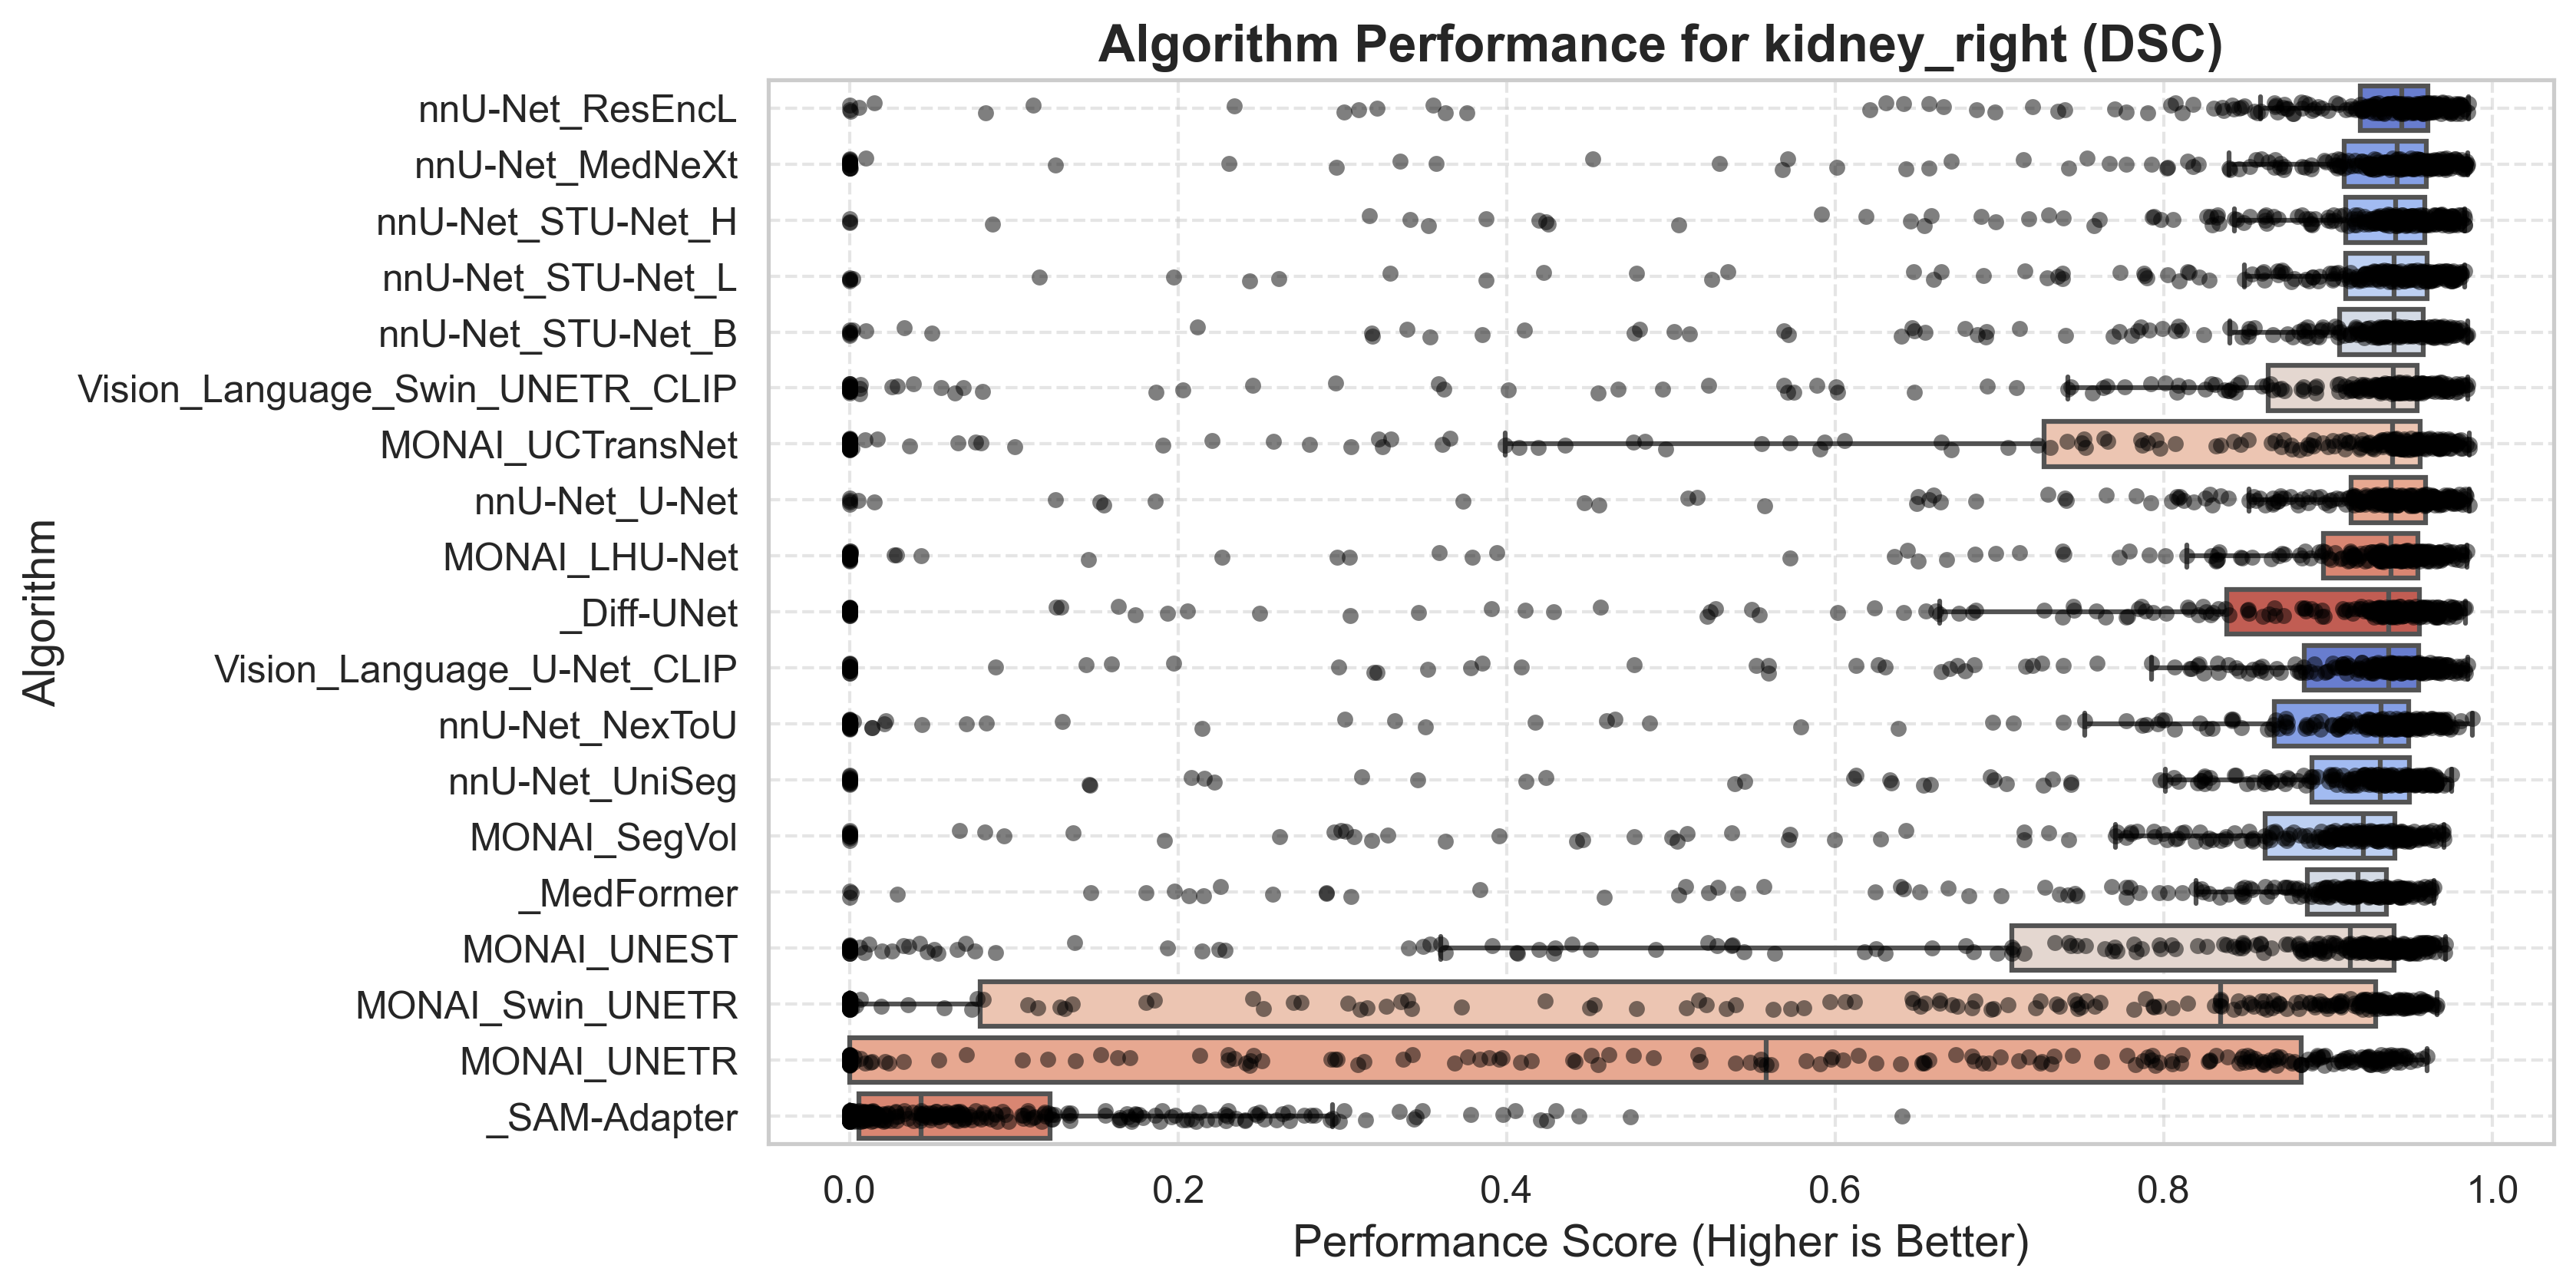 Algorithm Performance for kidney_right (DSC)
Algorithm
nnU-Net_ResEncL
nnU-Net_MedNeXt
nnU-Net_STU-Net_H
nnU-Net_STU-Net_L
nnU-Net_STU-Net_B
Vision_Language_Swin_UNETR_CLIP
MONAI_UCTransNet
nnU-Net_U-Net
MONAI_LHU-Net
_Diff-UNet
Vision_Language_U-Net_CLIP
nnU-Net_NexToU
nnU-Net_UniSeg
MONAI_SegVol
_MedFormer
MONAI_UNEST
MONAI_Swin_UNETR
MONAI_UNETR
_SAM-Adapter
0.0 0.2 0.4 0.6 0.8 1.0
Performance Score (Higher is Better)